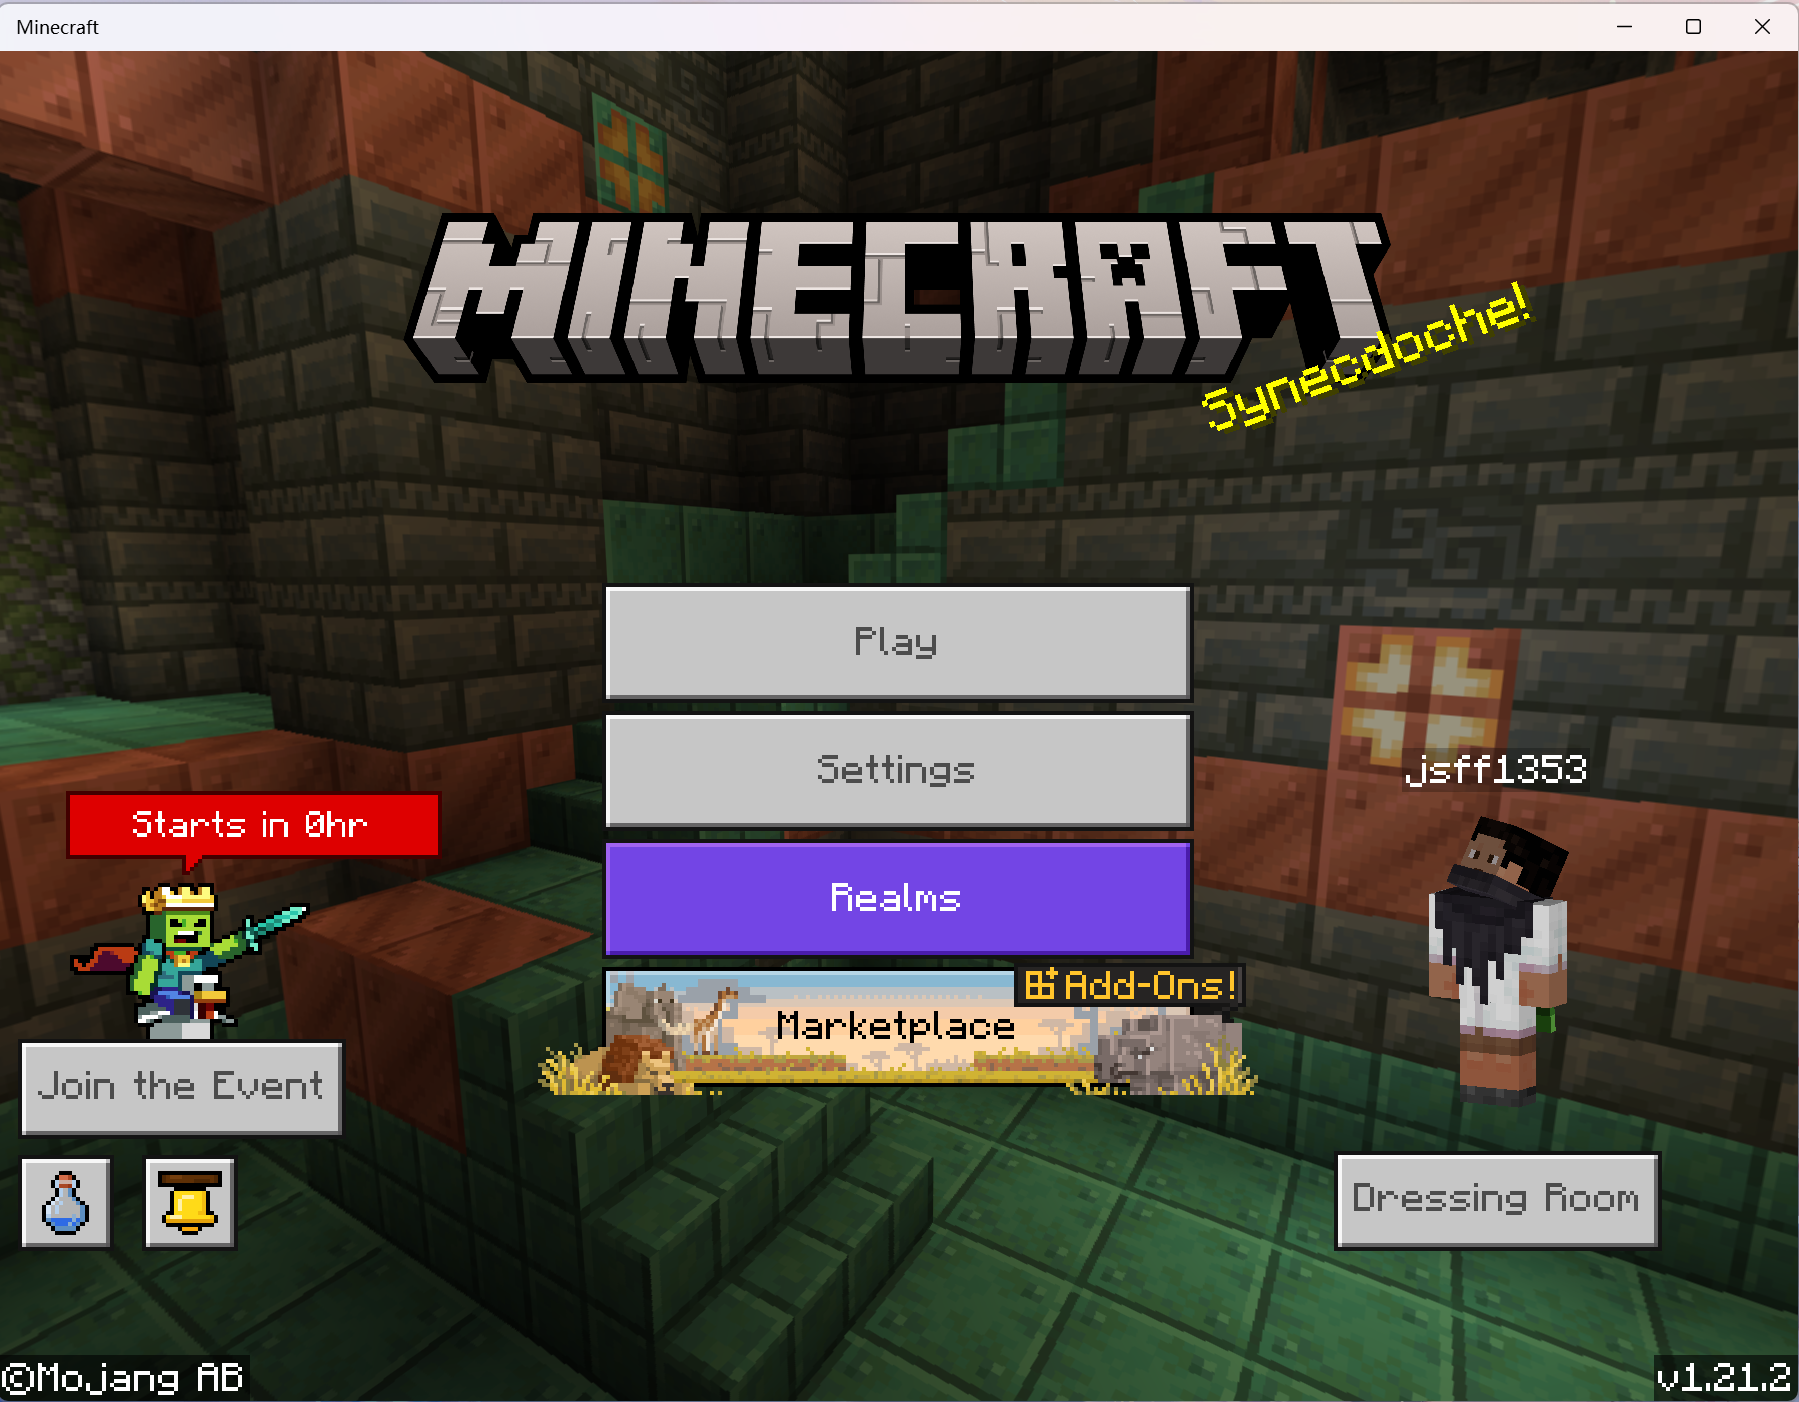 Minecraft
MINECRAFT
Synecdoche!
Play
Settings
jsff1353
Starts in 0hr
Realms
Add-Ons!
Marketplace
Join the Event
Dressing Room
©Mojang AB
v1.21.2